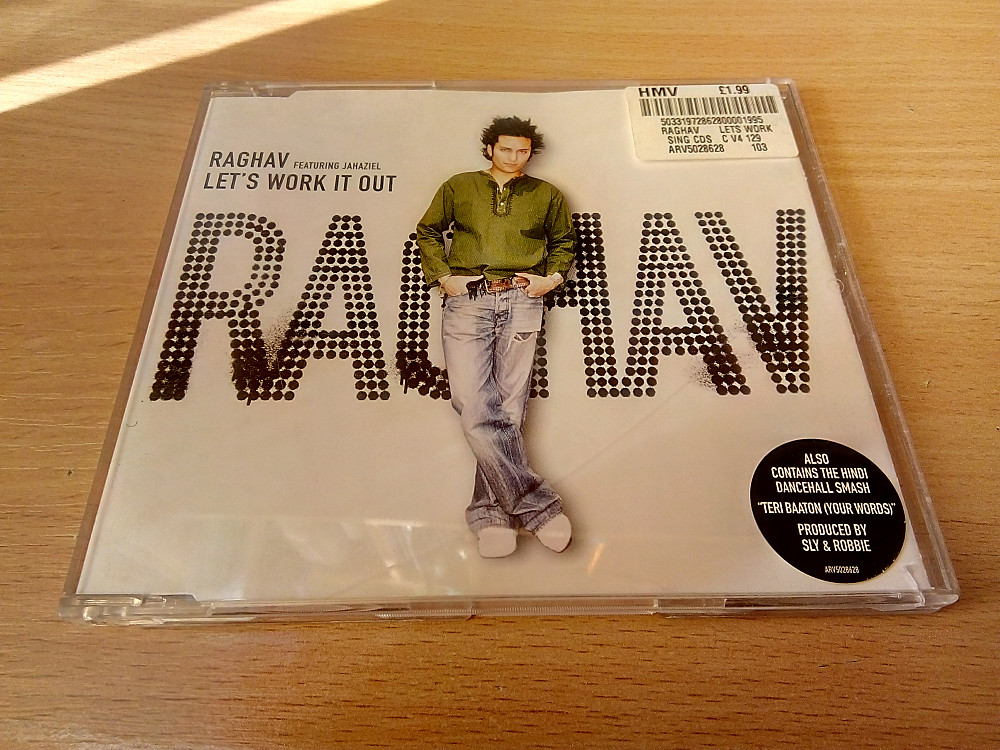 HMV £1.99
50331972862800001995
RAGHAV LETS WORK
SING CDS C V4 129
ARV5028628 103
RAGHAV FEATURING JAHAZIEL
LET'S WORK IT OUT
RAGHAV
ALSO
CONTAINS THE HINDI
DANCEHALL SMASH
"TERI BAATON (YOUR WORDS)"
PRODUCED BY
SLY & ROBBIE
ARV5028628